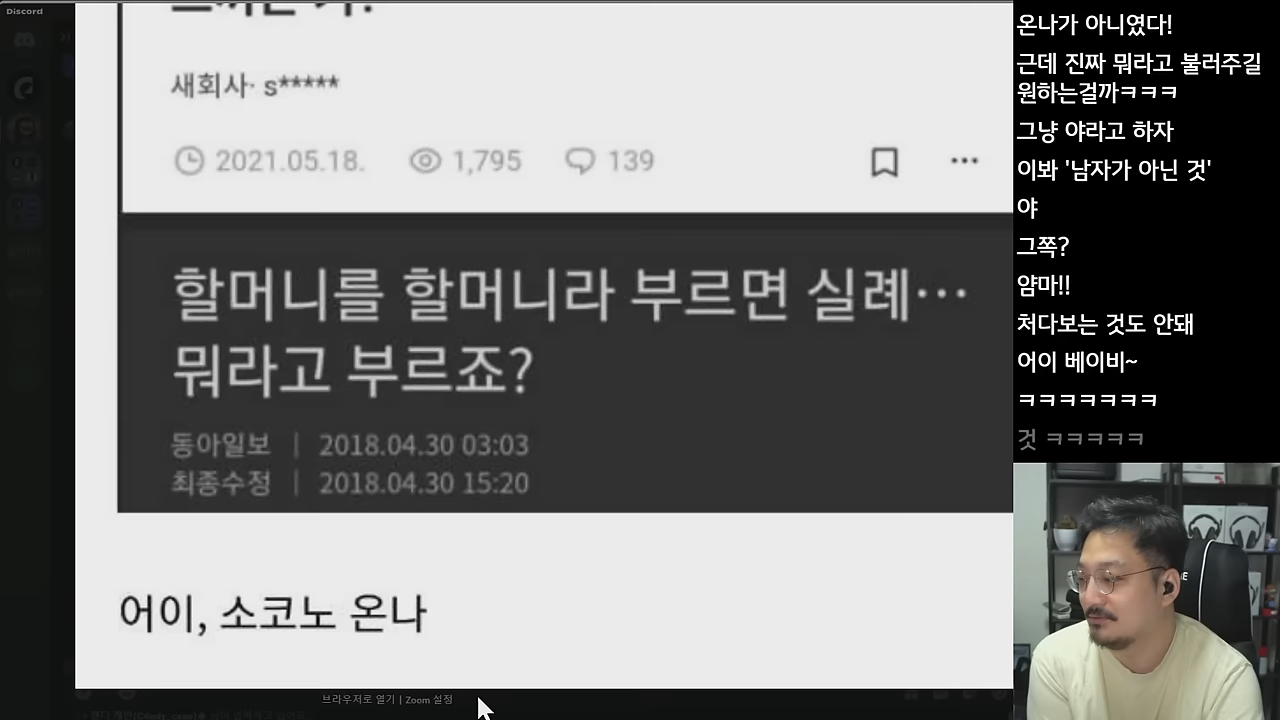 Discord
새회사· s*****
2021.05.18. 1,795 139
할머니를 할머니라 부르면 실례…
뭐라고 부르죠?
동아일보 | 2018.04.30 03:03
최종수정 | 2018.04.30 15:20
어이, 소코노 온나
브라우저로 열기 | Zoom 설정
온나가 아니였다!
근데 진짜 뭐라고 불러주길
원하는걸까ㅋㅋㅋ
그냥 야라고 하자
이봐 '남자가 아닌 것'
야
그쪽?
얌마!!
처다보는 것도 안돼
어이 베이비~
ㅋㅋㅋㅋㅋㅋㅋ
것 ㅋㅋㅋㅋㅋ